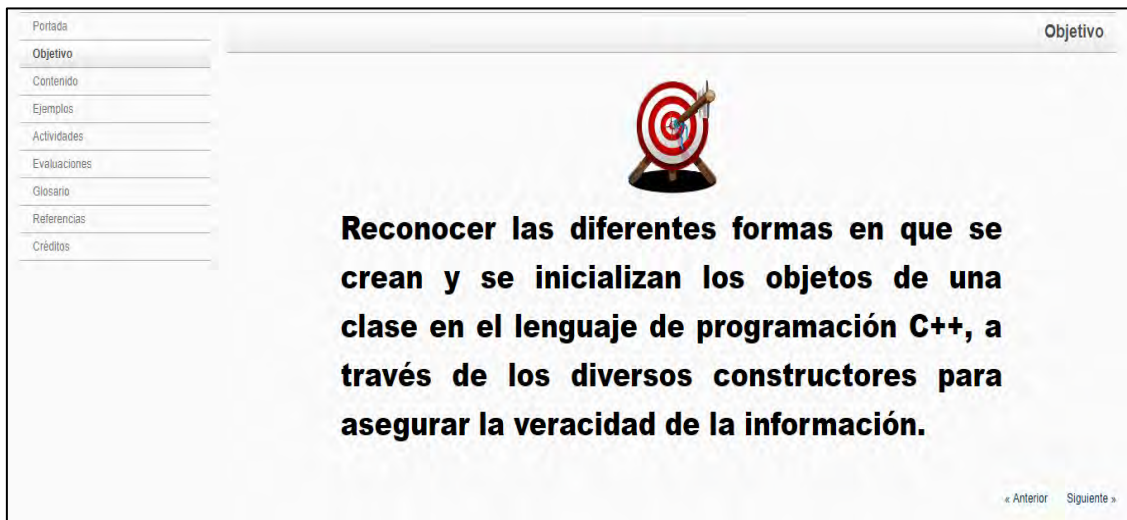 Portada
Objetivo
Contenido
Ejemplos
Actividades
Evaluaciones
Glosario
Referencias
Créditos
Objetivo
Reconocer las diferentes formas en que se
crean y se inicializan los objetos de una
clase en el lenguaje de programación C++, a
través de los diversos constructores para
asegurar la veracidad de la información.
« Anterior Siguiente »